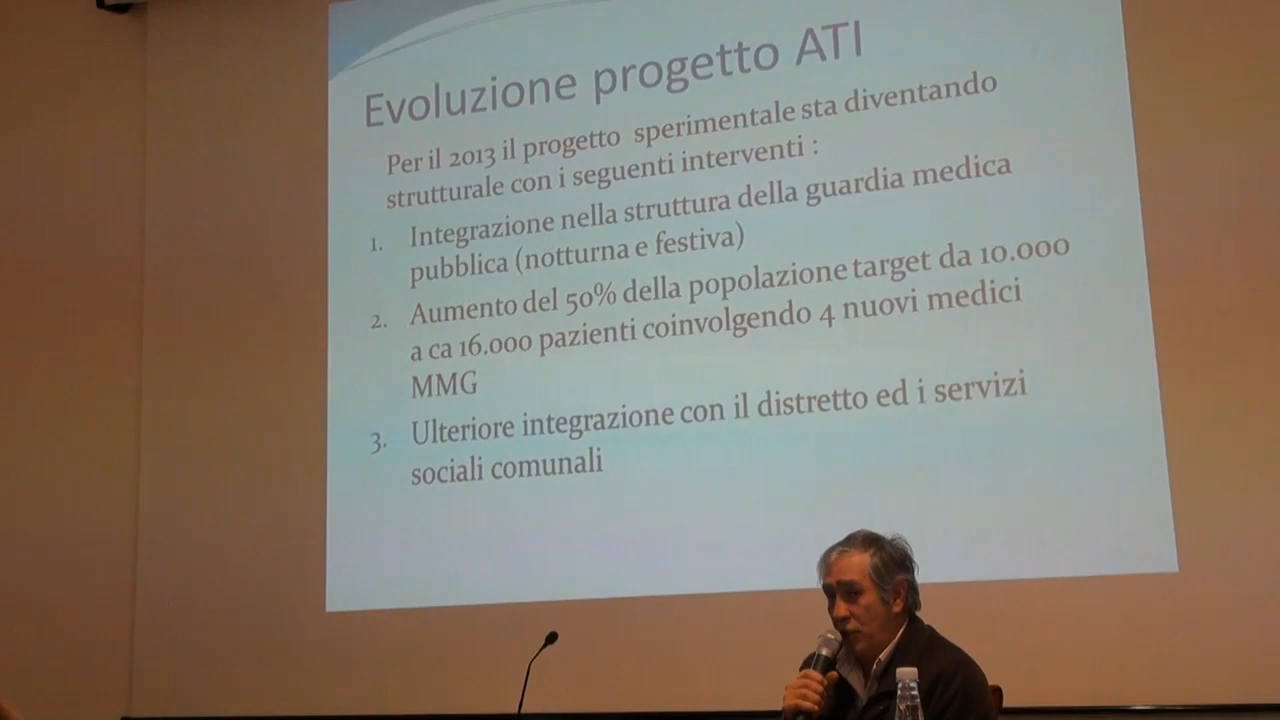 Evoluzione progetto ATI
Per il 2013 il progetto sperimentale sta diventando
strutturale con i seguenti interventi :
1. Integrazione nella struttura della guardia medica
pubblica (notturna e festiva)
2. Aumento del 50% della popolazione target da 10.000
a ca 16.000 pazienti coinvolgendo 4 nuovi medici
MMG
3. Ulteriore integrazione con il distretto ed i servizi
sociali comunali